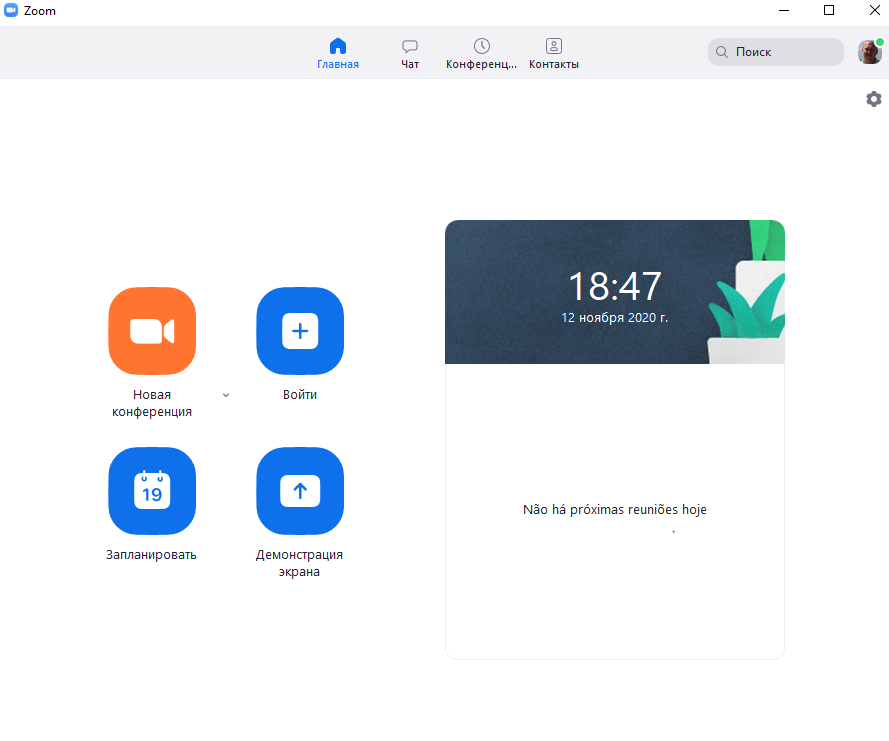 Zoom
Главная
Чат
Конференц...
Контакты
Поиск
18:47
12 ноября 2020 г.
Новая
конференция
Войти
19
Запланировать
Демонстрация
экрана
Não há próximas reuniões hoje
.